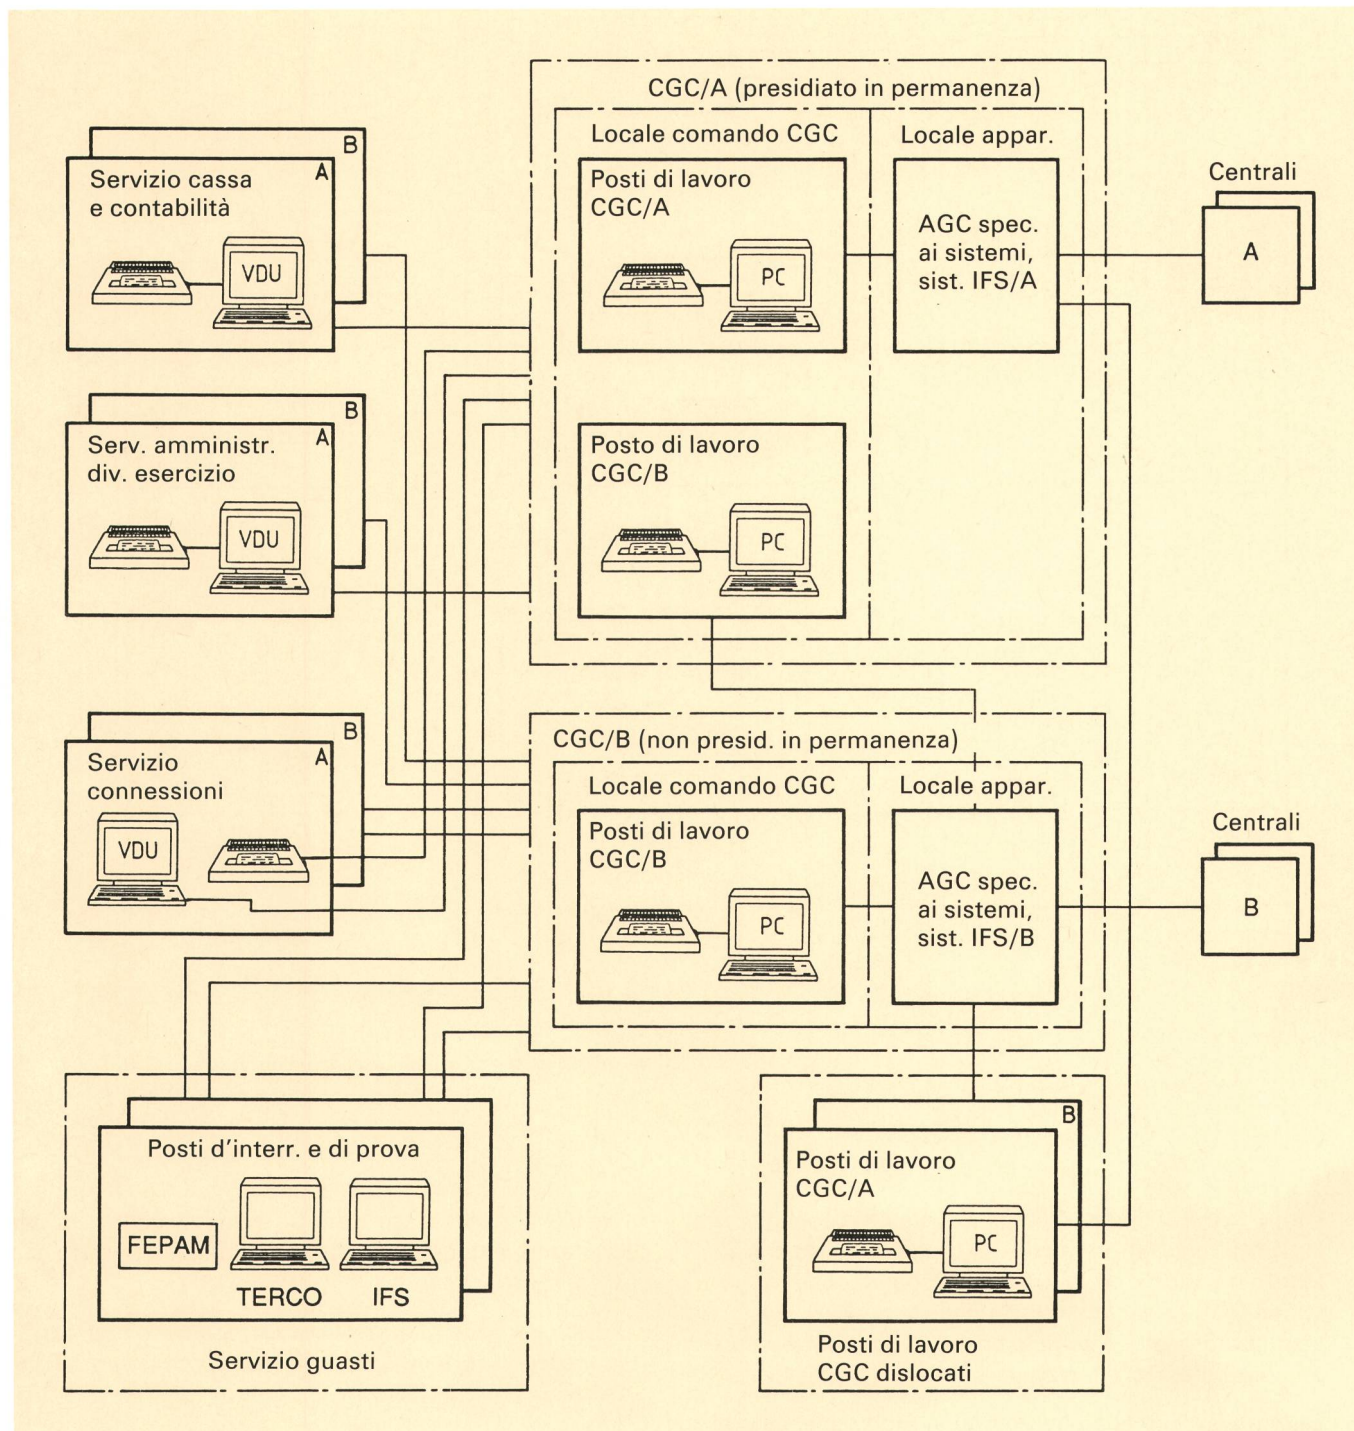 CGC/A (presidiato in permanenza)
Locale comando CGC
Locale appar.
B
A
Servizio cassa
e contabilità
VDU
Posti di lavoro
CGC/A
PC
AGC spec.
ai sistemi,
sist. IFS/A
Centrali
A
B
A
Serv. amministr.
div. esercizio
VDU
Posto di lavoro
CGC/B
PC
B
A
Servizio
connessioni
VDU
CGC/B (non presid. in permanenza)
Locale comando CGC
Locale appar.
Posti di lavoro
CGC/B
PC
AGC spec.
ai sistemi,
sist. IFS/B
Centrali
B
Posti d'interr. e di prova
FEPAM
TERCO
IFS
Servizio guasti
B
Posti di lavoro
CGC/A
PC
Posti di lavoro
CGC dislocati